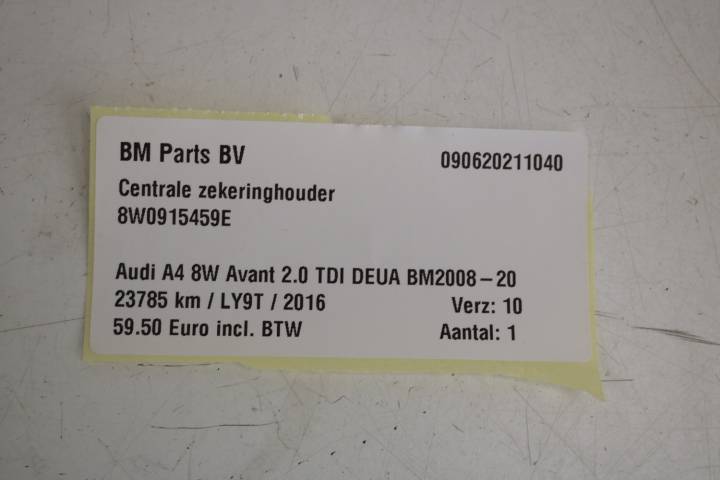 BM Parts BV 090620211040
Centrale zekeringhouder
8W0915459E
Audi A4 8W Avant 2.0 TDI DEUA BM2008-20
23785 km / LY9T / 2016 Verz: 10
59.50 Euro incl. BTW Aantal: 1